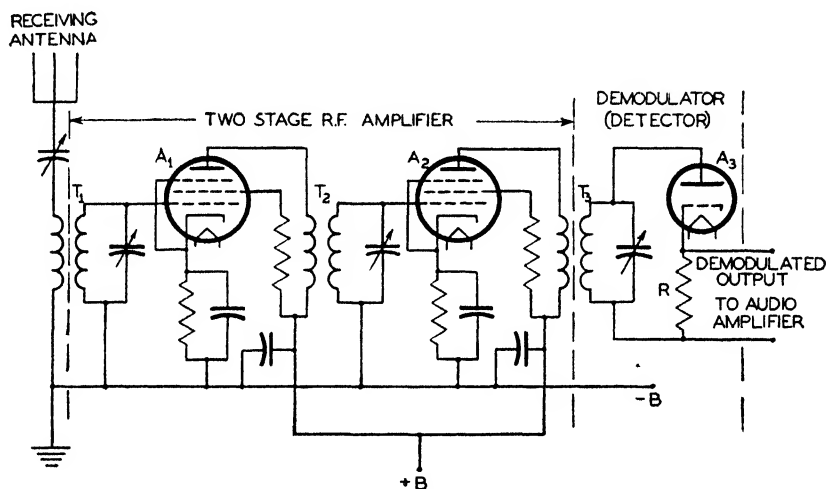 RECEIVING
ANTENNA
TWO STAGE R.F. AMPLIFIER
DEMODULATOR
(DETECTOR)
A1
A2
A3
T1
T2
T3
R
DEMODULATED
OUTPUT
TO AUDIO
AMPLIFIER
-B
+B